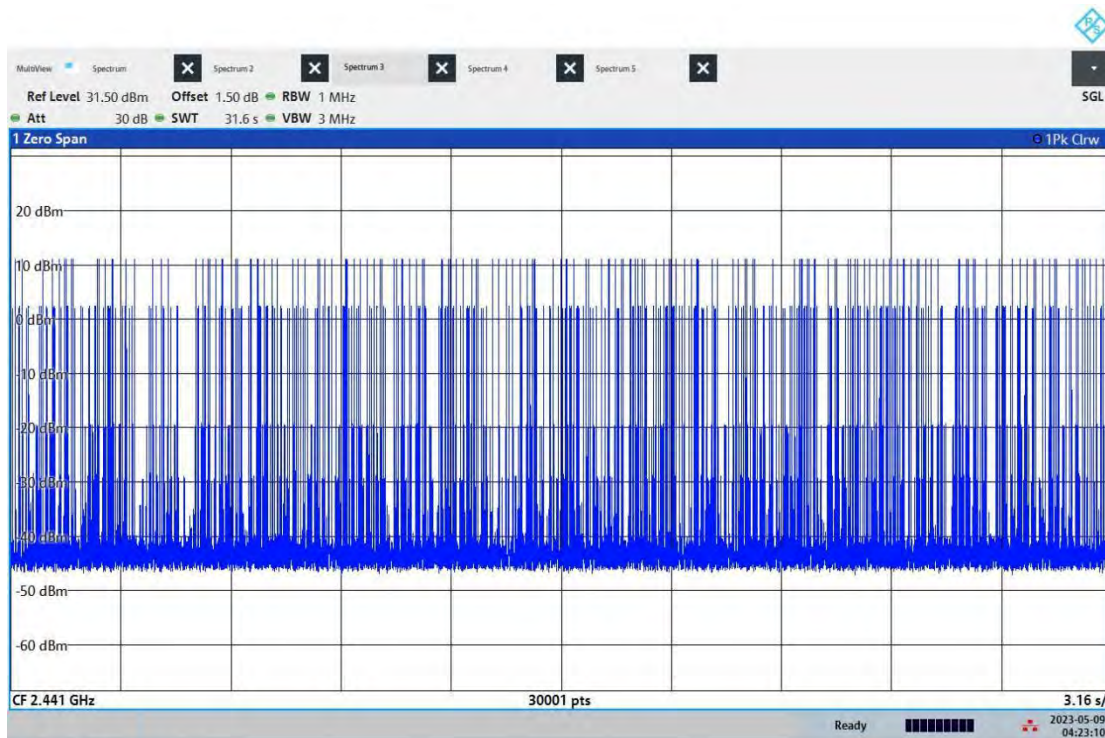 R S
MultiView Spectrum X Spectrum 2 X Spectrum 3 X Spectrum 4 X Spectrum 5 X
Ref Level 31.50 dBm Offset 1.50 dB RBW 1 MHz SGL
Att 30 dB SWT 31.6 s VBW 3 MHz
1 Zero Span 1Pk Clrw
20 dBm
10 dBm
0 dBm
-10 dBm
-20 dBm
-30 dBm
-40 dBm
-50 dBm
-60 dBm
CF 2.441 GHz 30001 pts 3.16 s/
Ready 2023-05-09
04:23:10